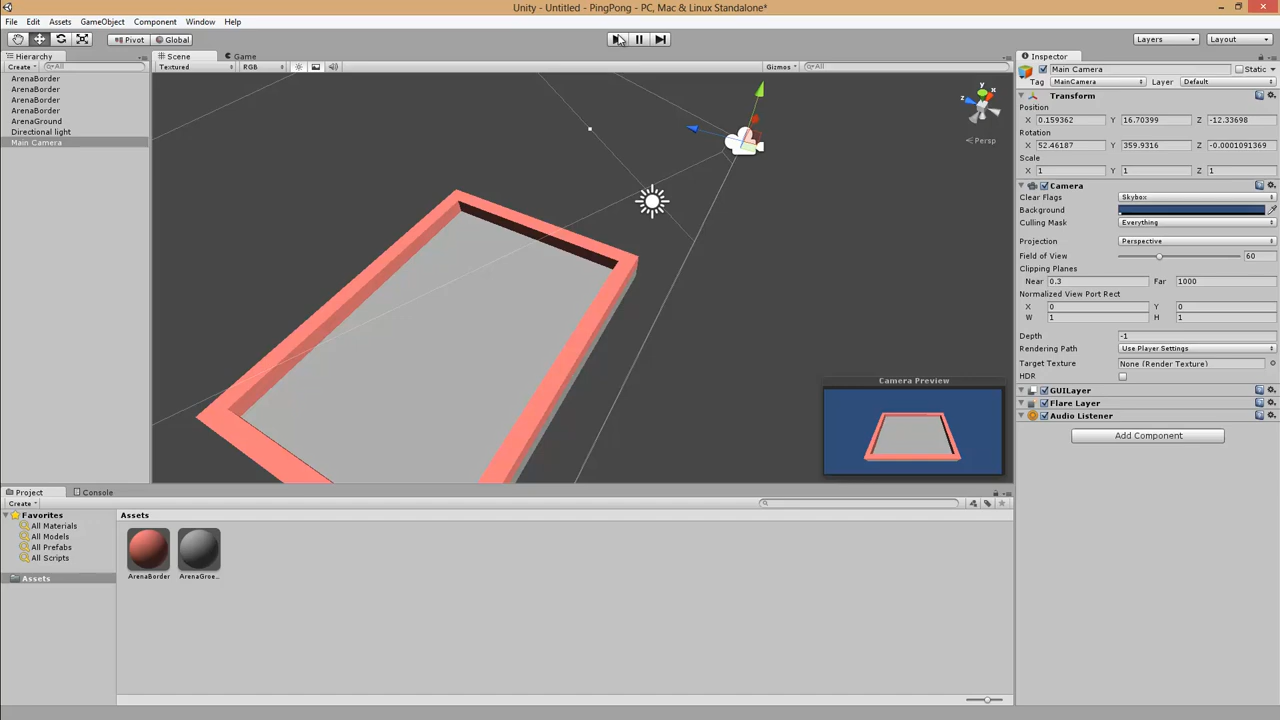 Unity - Untitled - PingPong - PC, Mac & Linux Standalone*
File Edit Assets GameObject Component Window Help
Pivot Global Layers Layout
Hierarchy Scene Game Inspector
Create All Textured RGB Gizmos All
Main Camera Static
Tag MainCamera Layer Default
ArenaBorder
ArenaBorder
ArenaBorder
ArenaBorder
ArenaGround
Directional light
Main Camera
y
x
z
Persp
Transform
Position
X 0.159362 Y 16.70399 Z -12.33698
Rotation
X 52.46187 Y 359.9316 Z -0.0001091369
Scale
X 1 Y 1 Z 1
Camera
Clear Flags Skybox
Background
Culling Mask Everything
Projection Perspective
Field of View 60
Clipping Planes
Near 0.3 Far 1000
Normalized View Port Rect
X 0 Y 0
W 1 H 1
Depth -1
Rendering Path Use Player Settings
Target Texture None (Render Texture)
HDR
GUILayer
Flare Layer
Audio Listener
Add Component
Camera Preview
Project Console
Create
Favorites
All Materials
All Models
All Prefabs
All Scripts
Assets
Assets
ArenaBorder ArenaGroe...